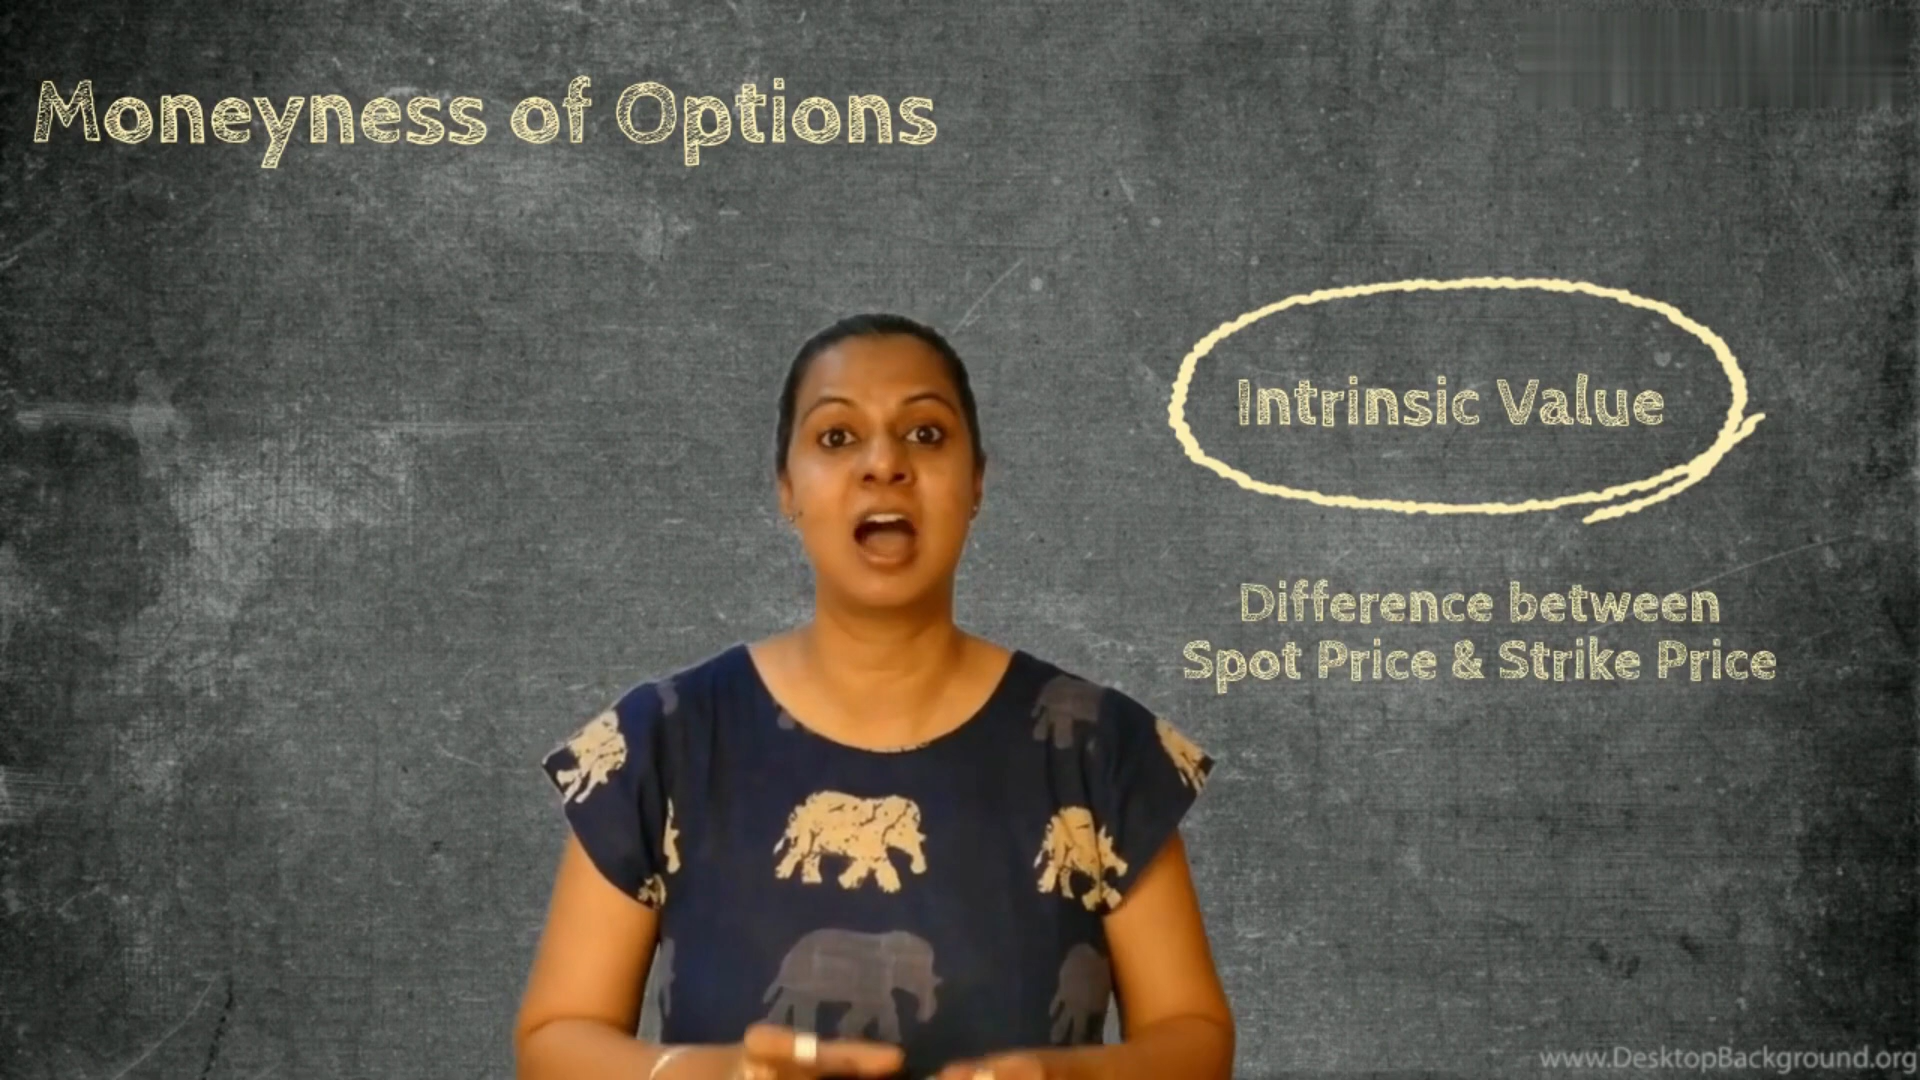 Moneyness of Options
Intrinsic Value
Difference between
Spot Price & Strike Price
www.DesktopBackground.org